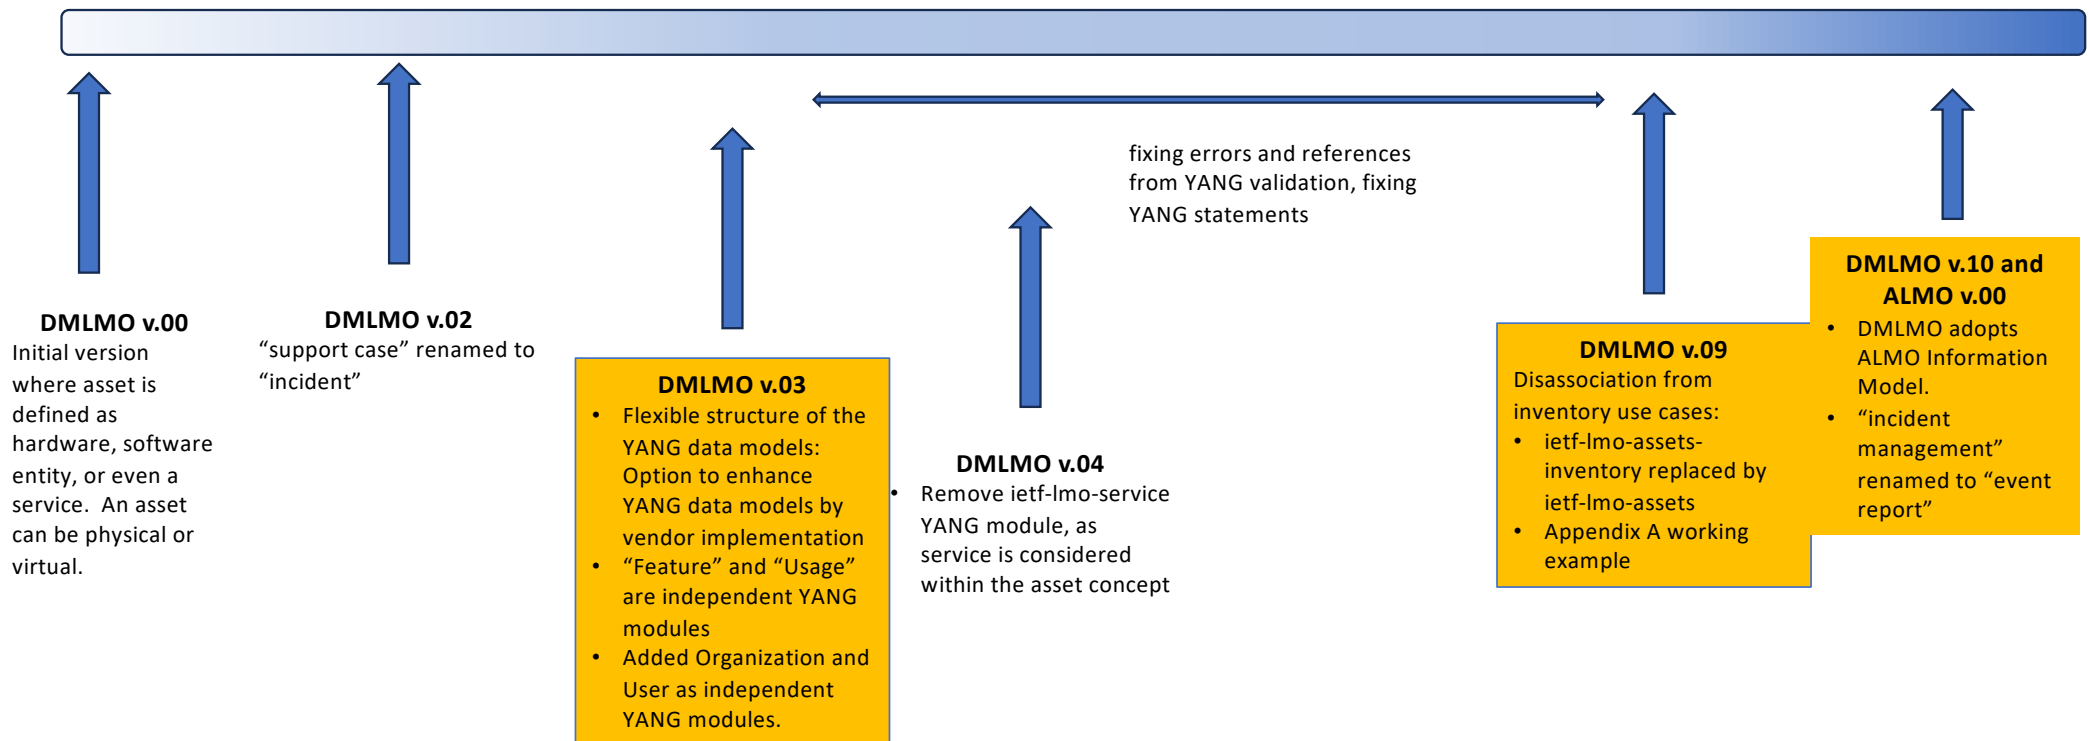 DMLMO v.00
Initial version
where asset is
defined as
hardware, software
entity, or even a
service.  An asset
can be physical or
virtual.
DMLMO v.02
“support case” renamed to
“incident”
DMLMO v.03
• Flexible structure of the
YANG data models:
Option to enhance
YANG data models by
vendor implementation
• “Feature” and “Usage”
are independent YANG
modules
• Added Organization and
User as independent
YANG modules.
DMLMO v.04
• Remove ietf-lmo-service
YANG module, as
service is considered
within the asset concept
fixing errors and references
from YANG validation, fixing
YANG statements
DMLMO v.09
Disassociation from
inventory use cases:
• ietf-lmo-assets-
inventory replaced by
ietf-lmo-assets
• Appendix A working
example
DMLMO v.10 and
ALMO v.00
• DMLMO adopts
ALMO Information
Model.
• “incident
management”
renamed to “event
report”